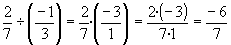 2/7 ÷ (-1/3) = 2/7 · (-3/1) = 2·(-3)/7·1 = -6/7